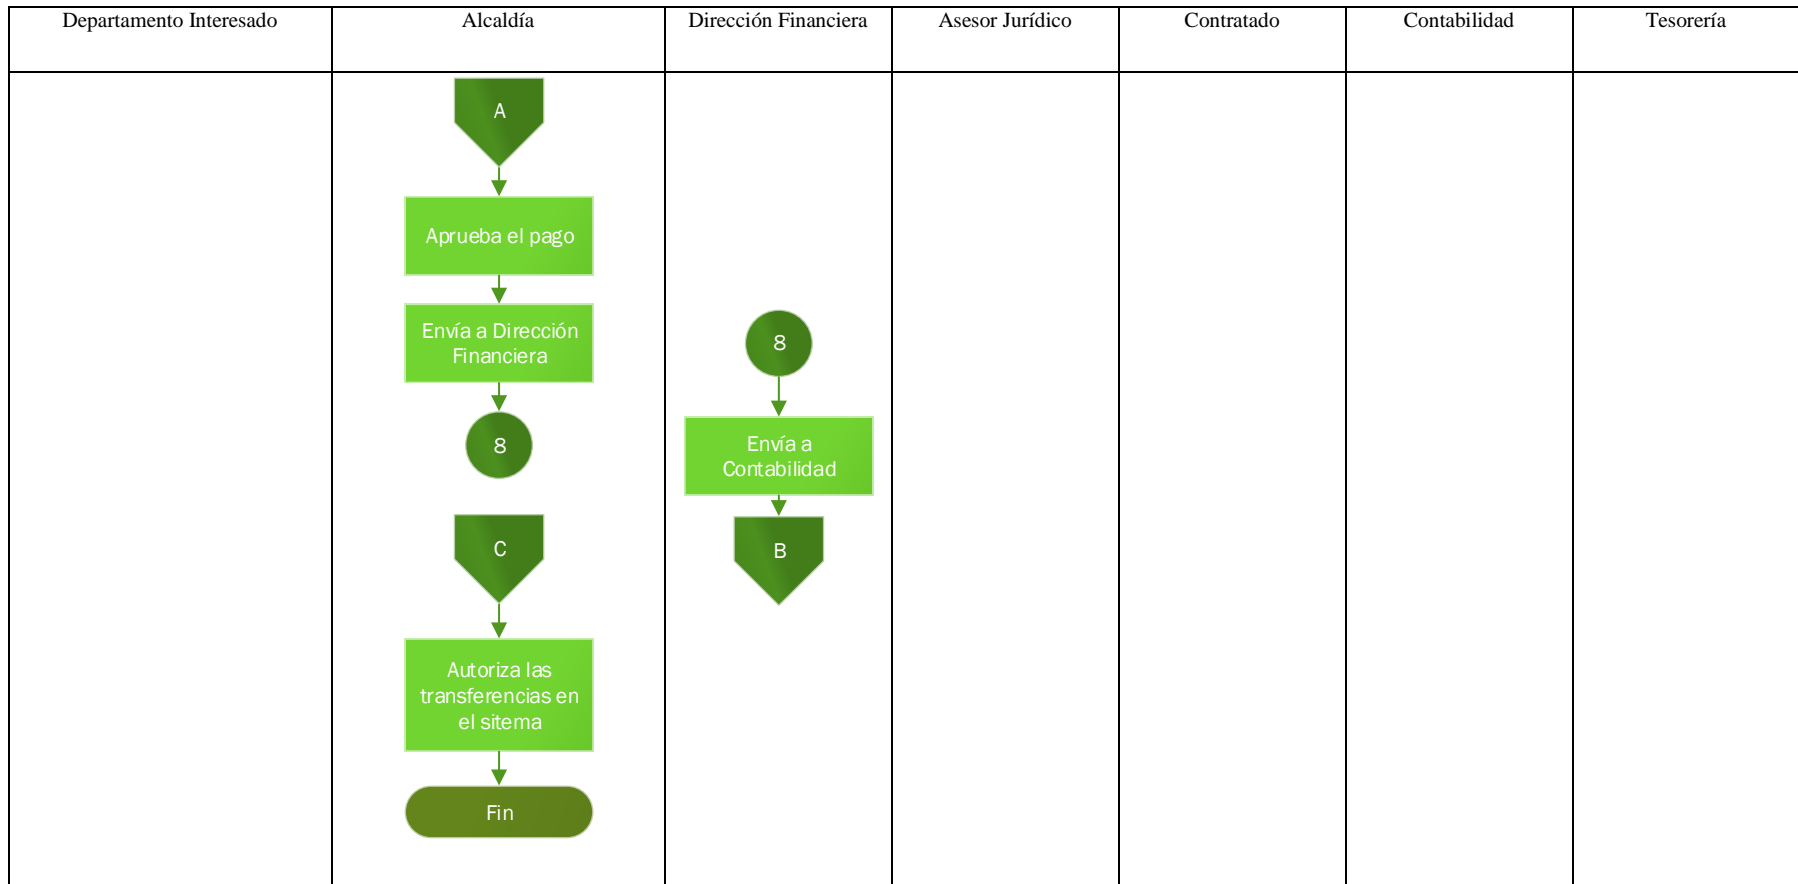 Departamento Interesado
Alcaldía
Dirección Financiera
Asesor Jurídico
Contratado
Contabilidad
Tesorería
A
Aprueba el pago
Envía a Dirección
Financiera
8
C
Autoriza las
transferencias en
el sitema
Fin
8
Envía a
Contabilidad
B